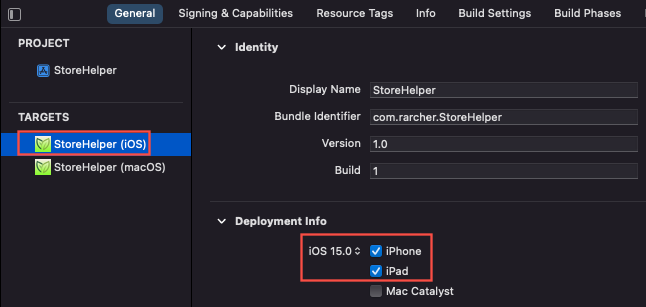 General Signing & Capabilities Resource Tags Info Build Settings Build Phases
PROJECT
StoreHelper
TARGETS
StoreHelper (iOS)
StoreHelper (macOS)
Identity
Display Name StoreHelper
Bundle Identifier com.rarcher.StoreHelper
Version 1.0
Build 1
Deployment Info
iOS 15.0 iPhone
iPad
Mac Catalyst